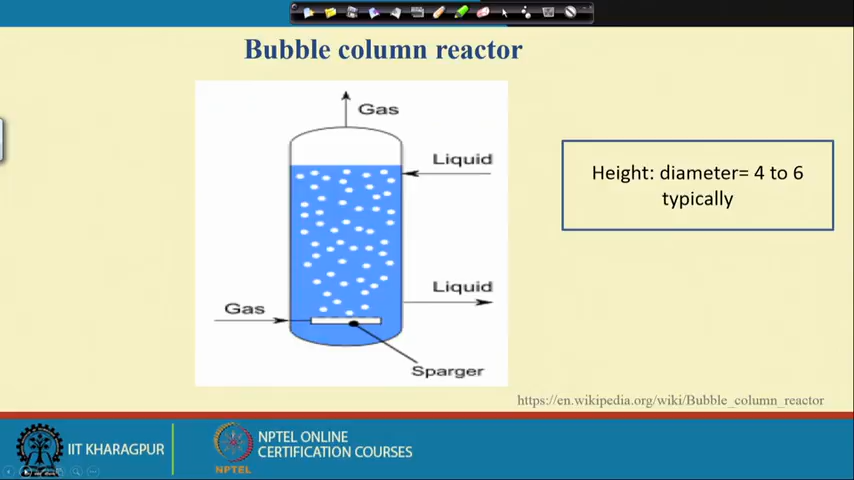 Bubble column reactor
Gas
Liquid
Height: diameter= 4 to 6
typically
Liquid
Gas
Sparger
https://en.wikipedia.org/wiki/Bubble_column_reactor
IIT KHARAGPUR
NPTEL
NPTEL ONLINE
CERTIFICATION COURSES